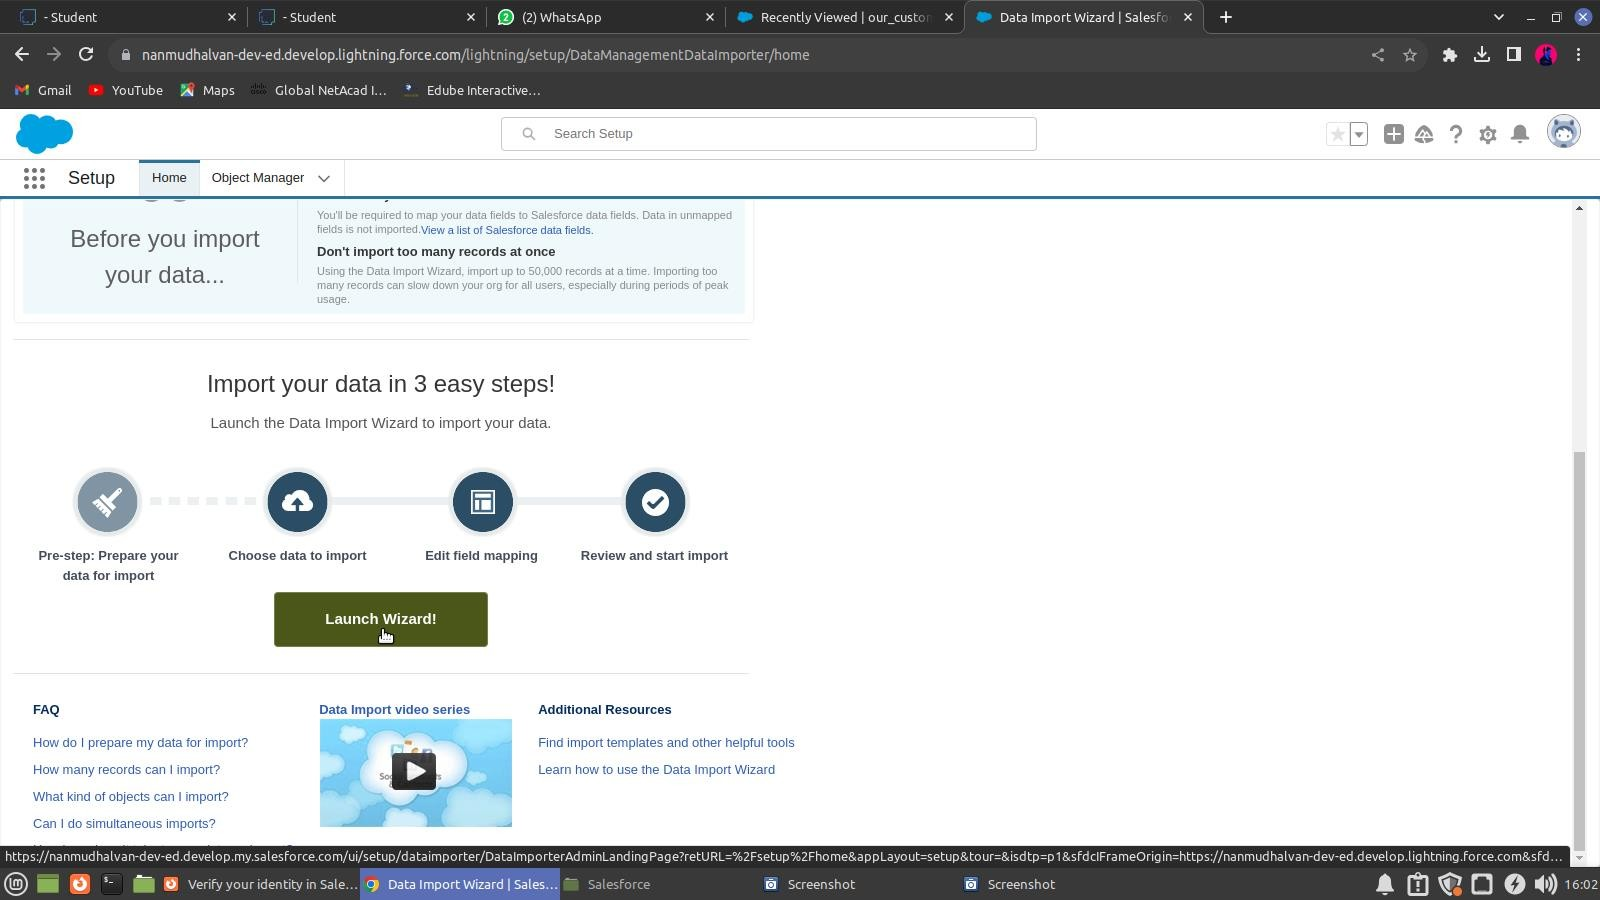 - Student
- Student
(2) WhatsApp
Recently Viewed | our_custon
Data Import Wizard | Salesfo
nanmudhalvan-dev-ed.develop.lightning.force.com/lightning/setup/DataManagementDataImporter/home
Gmail
YouTube
Maps
Global NetAcad I...
Edube Interactive...
Search Setup
Setup
Home
Object Manager
You'll be required to map your data fields to Salesforce data fields. Data in unmapped
fields is not imported.View a list of Salesforce data fields.
Before you import
your data...
Don't import too many records at once
Using the Data Import Wizard, import up to 50,000 records at a time. Importing too
many records can slow down your org for all users, especially during periods of peak
usage.
Import your data in 3 easy steps!
Launch the Data Import Wizard to import your data.
Pre-step: Prepare your
data for import
Choose data to import
Edit field mapping
Review and start import
Launch Wizard!
FAQ
How do I prepare my data for import?
How many records can I import?
What kind of objects can I import?
Can I do simultaneous imports?
Data Import video series
Additional Resources
Find import templates and other helpful tools
Learn how to use the Data Import Wizard
https://nanmudhalvan-dev-ed.develop.my.salesforce.com/ui/setup/dataimporter/DataImporterAdminLandingPage?retURL=%2Fsetup%2Fhome&appLayout=setup&tour=&isdtp=p1&sfdcIFrameOrigin=https://nanmudhalvan-dev-ed.develop.lightning.force.com&sfd...
Verify your identity in Sale...
Data Import Wizard | Sales...
Salesforce
Screenshot
Screenshot
16:02